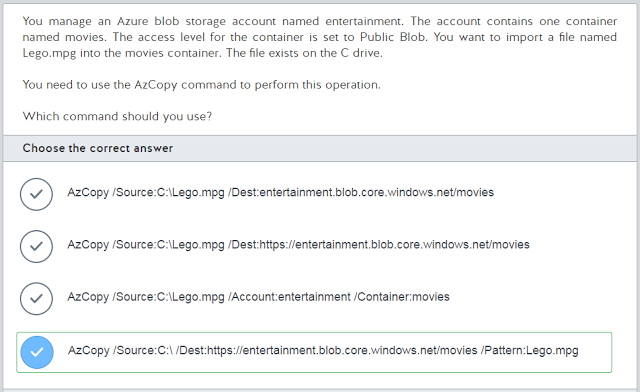 You manage an Azure blob storage account named entertainment. The account contains one container
named movies. The access level for the container is set to Public Blob. You want to import a file named
Lego.mpg into the movies container. The file exists on the C drive.
You need to use the AzCopy command to perform this operation.
Which command should you use?
Choose the correct answer
AzCopy /Source:C:\Lego.mpg /Dest:entertainment.blob.core.windows.net/movies
AzCopy /Source:C:\Lego.mpg /Dest:https://entertainment.blob.core.windows.net/movies
AzCopy /Source:C:\Lego.mpg /Account:entertainment /Container:movies
AzCopy /Source:C:\ /Dest:https://entertainment.blob.core.windows.net/movies /Pattern:Lego.mpg